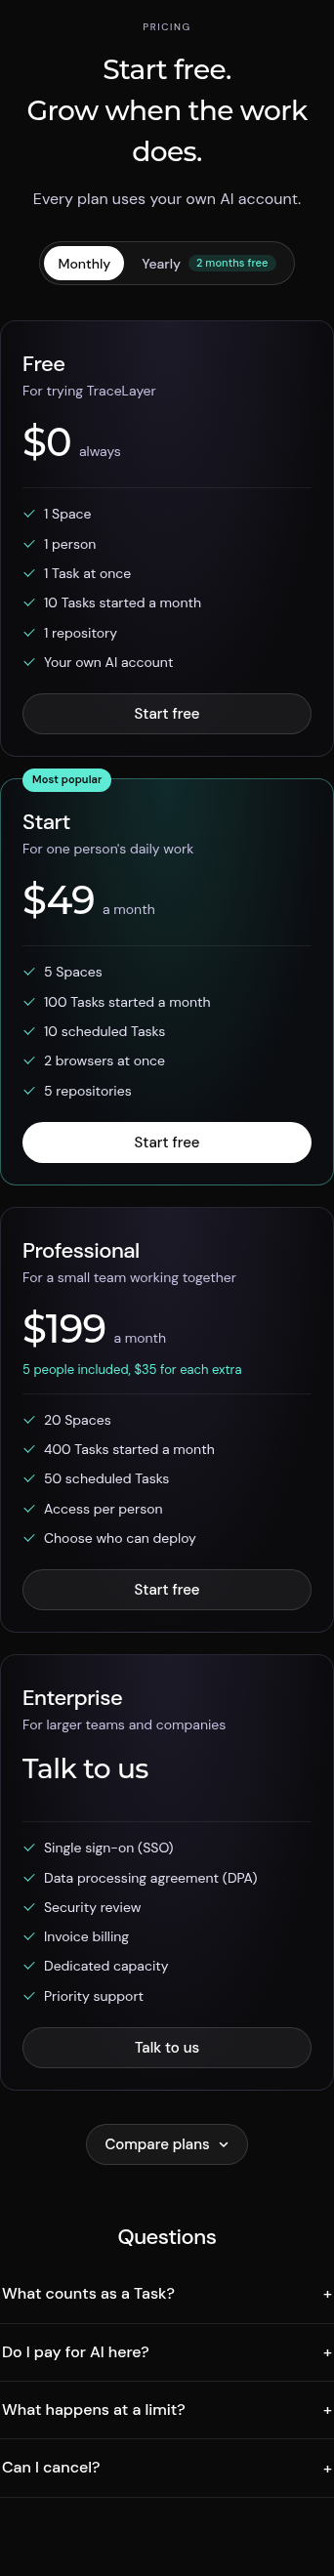 PRICING
Start free.
Grow when the work
does.
Every plan uses your own AI account.
Monthly Yearly 2 months free
Free
For trying TraceLayer
$0 always
1 Space
1 person
1 Task at once
10 Tasks started a month
1 repository
Your own AI account
Start free
Most popular
Start
For one person's daily work
$49 a month
5 Spaces
100 Tasks started a month
10 scheduled Tasks
2 browsers at once
5 repositories
Start free
Professional
For a small team working together
$199 a month
5 people included, $35 for each extra
20 Spaces
400 Tasks started a month
50 scheduled Tasks
Access per person
Choose who can deploy
Start free
Enterprise
For larger teams and companies
Talk to us
Single sign-on (SSO)
Data processing agreement (DPA)
Security review
Invoice billing
Dedicated capacity
Priority support
Talk to us
Compare plans
Questions
What counts as a Task? +
Do I pay for AI here? +
What happens at a limit? +
Can I cancel? +